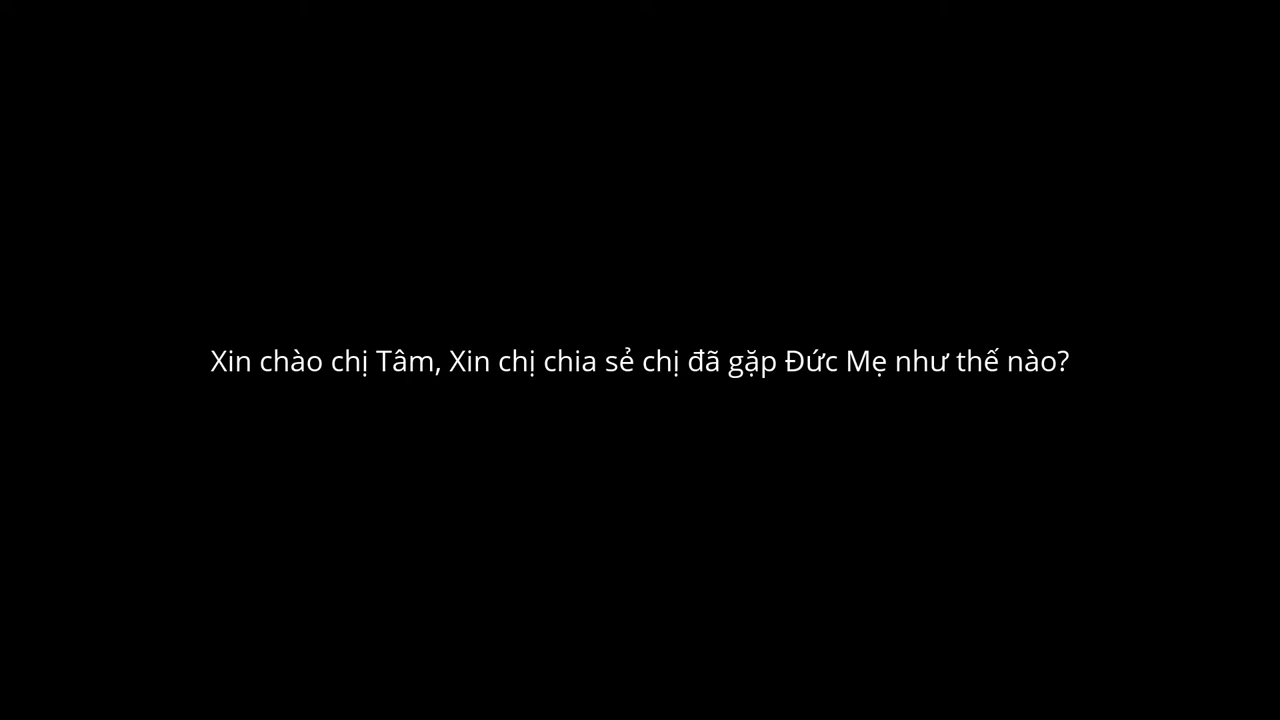 Xin chào chị Tâm, Xin chị chia sẻ chị đã gặp Đức Mẹ như thế nào?